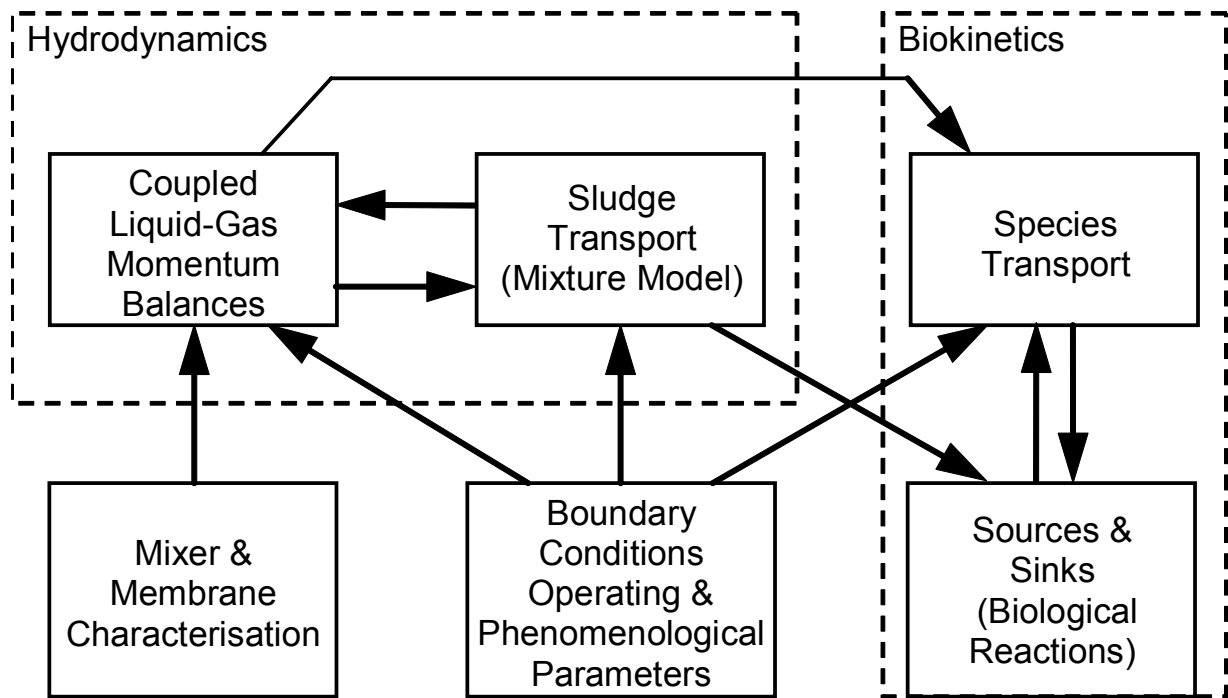 Hydrodynamics
Biokinetics
Coupled
Liquid-Gas
Momentum
Balances
Sludge
Transport
(Mixture Model)
Species
Transport
Mixer &
Membrane
Characterisation
Boundary
Conditions
Operating &
Phenomenological
Parameters
Sources &
Sinks
(Biological
Reactions)